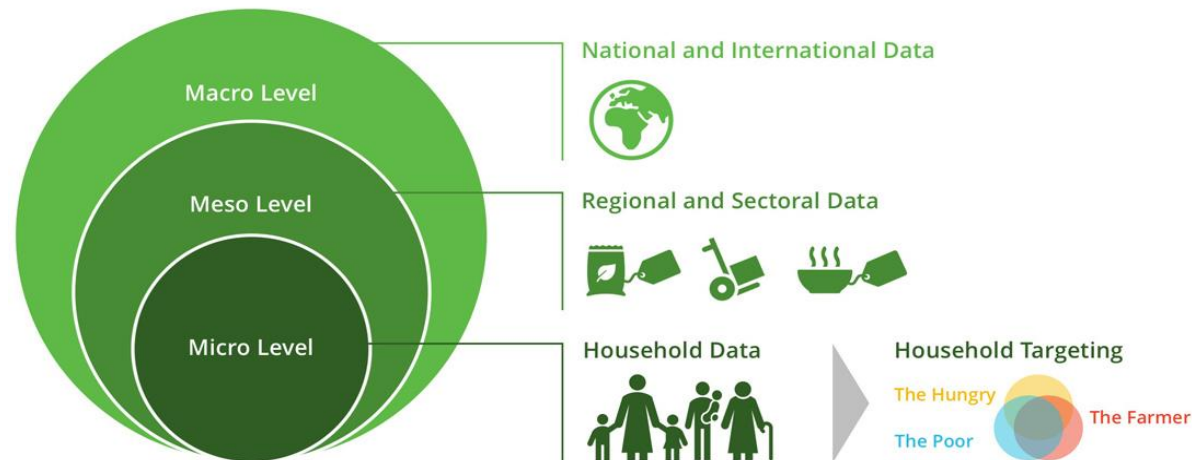 Macro Level
National and International Data
Meso Level
Regional and Sectoral Data
Micro Level
Household Data
Household Targeting
The Hungry
The Farmer
The Poor